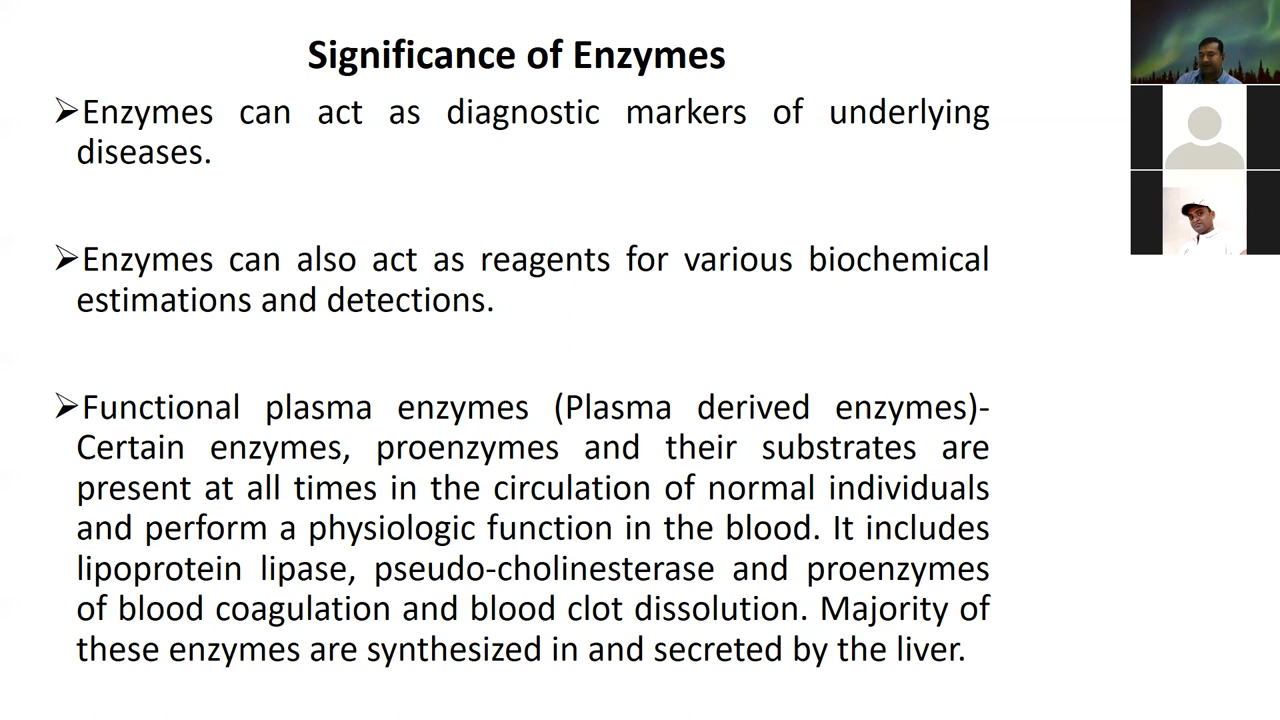 Significance of Enzymes
➢Enzymes can act as diagnostic markers of underlying
diseases.
➢Enzymes can also act as reagents for various biochemical
estimations and detections.
➢Functional plasma enzymes (Plasma derived enzymes)-
Certain enzymes, proenzymes and their substrates are
present at all times in the circulation of normal individuals
and perform a physiologic function in the blood. It includes
lipoprotein lipase, pseudo-cholinesterase and proenzymes
of blood coagulation and blood clot dissolution. Majority of
these enzymes are synthesized in and secreted by the liver.